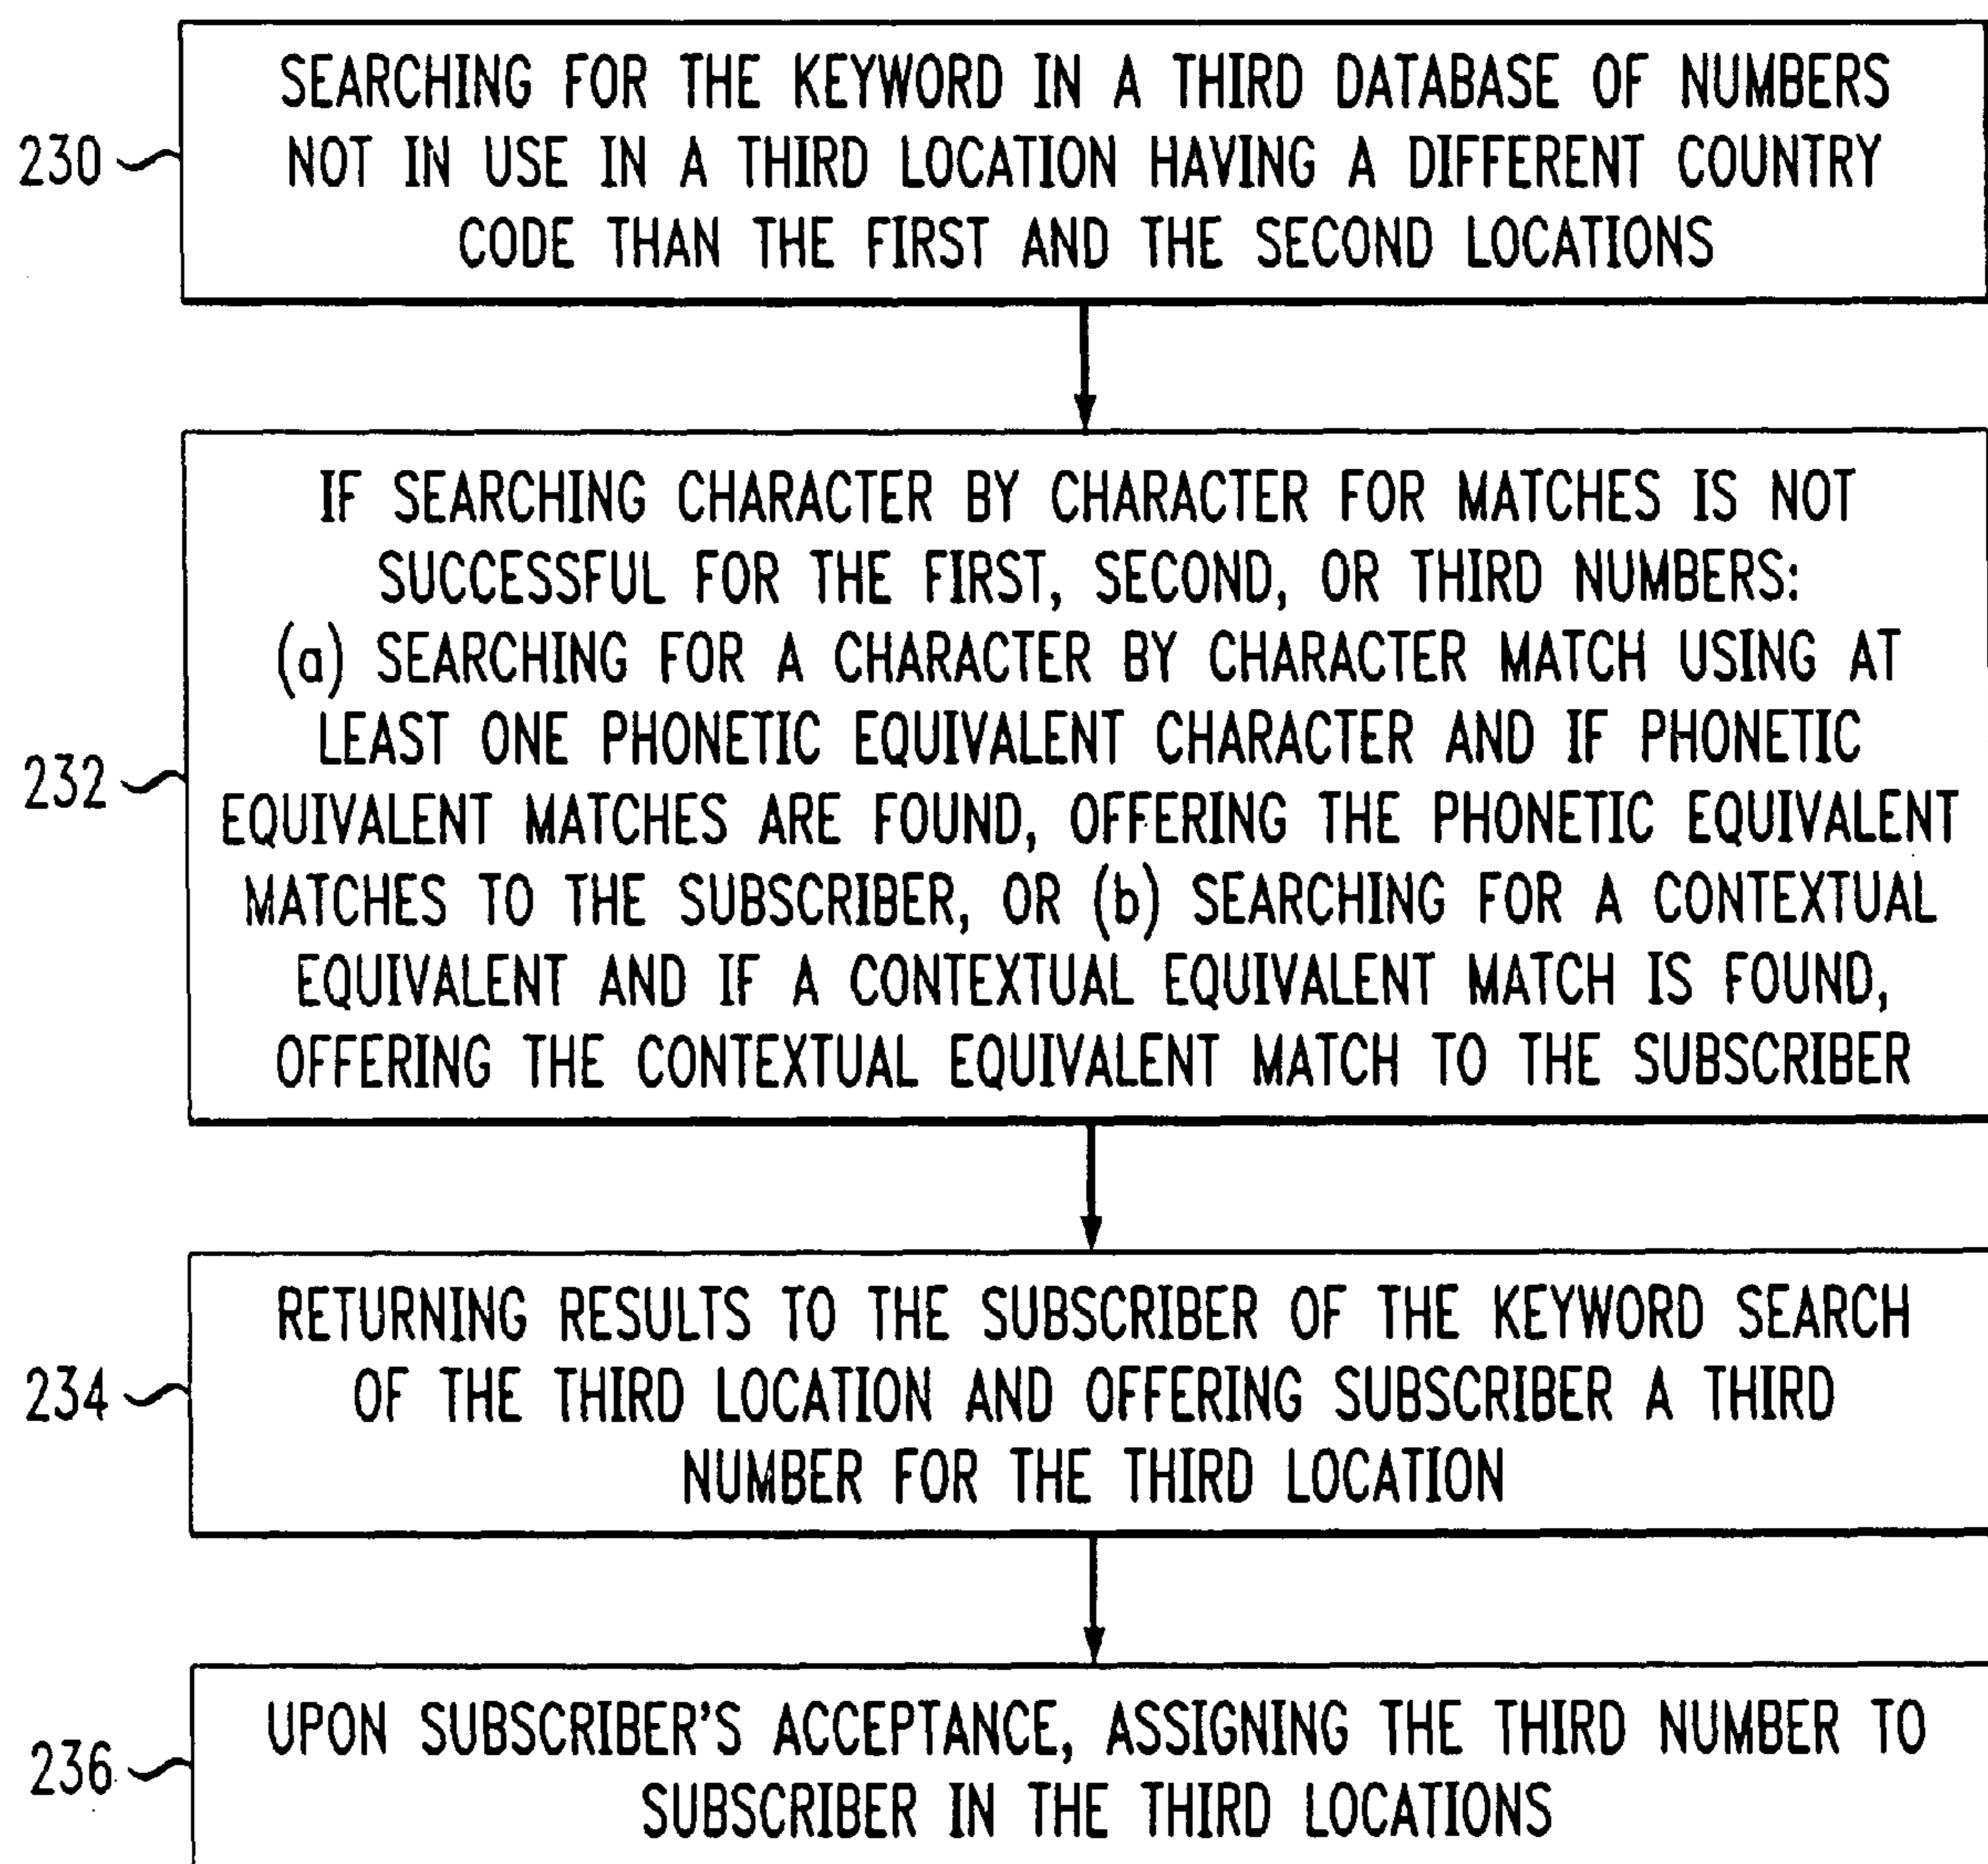 230
SEARCHING FOR THE KEYWORD IN A THIRD DATABASE OF NUMBERS
NOT IN USE IN A THIRD LOCATION HAVING A DIFFERENT COUNTRY
CODE THAN THE FIRST AND THE SECOND LOCATIONS
232
IF SEARCHING CHARACTER BY CHARACTER FOR MATCHES IS NOT
SUCCESSFUL FOR THE FIRST, SECOND, OR THIRD NUMBERS:
(a) SEARCHING FOR A CHARACTER BY CHARACTER MATCH USING AT
LEAST ONE PHONETIC EQUIVALENT CHARACTER AND IF PHONETIC
EQUIVALENT MATCHES ARE FOUND, OFFERING THE PHONETIC EQUIVALENT
MATCHES TO THE SUBSCRIBER, OR (b) SEARCHING FOR A CONTEXTUAL
EQUIVALENT AND IF A CONTEXTUAL EQUIVALENT MATCH IS FOUND,
OFFERING THE CONTEXTUAL EQUIVALENT MATCH TO THE SUBSCRIBER
234
RETURNING RESULTS TO THE SUBSCRIBER OF THE KEYWORD SEARCH
OF THE THIRD LOCATION AND OFFERING SUBSCRIBER A THIRD
NUMBER FOR THE THIRD LOCATION
236
UPON SUBSCRIBER'S ACCEPTANCE, ASSIGNING THE THIRD NUMBER TO
SUBSCRIBER IN THE THIRD LOCATIONS